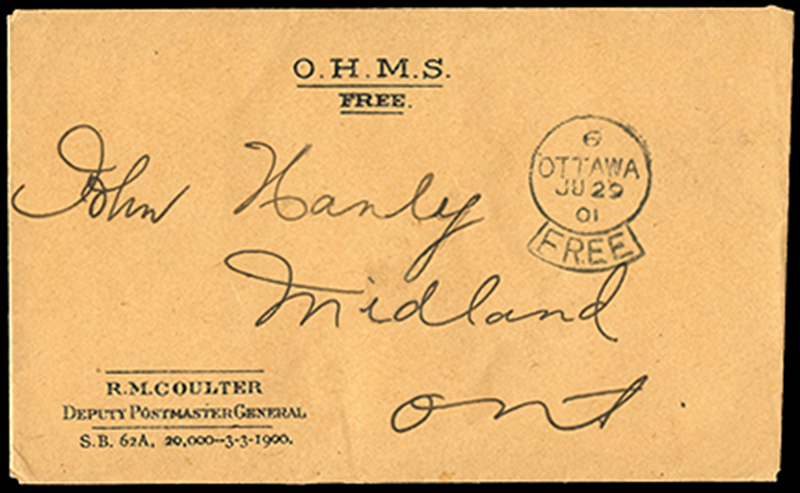 O.H.M.S.
FREE.
6
OTTAWA
JU 29
01
FREE
John Hanly
Midland
Ont.
R.M.COULTER
DEPUTY POSTMASTER GENERAL
S.B. 62A, 20,000--3-3-1900.